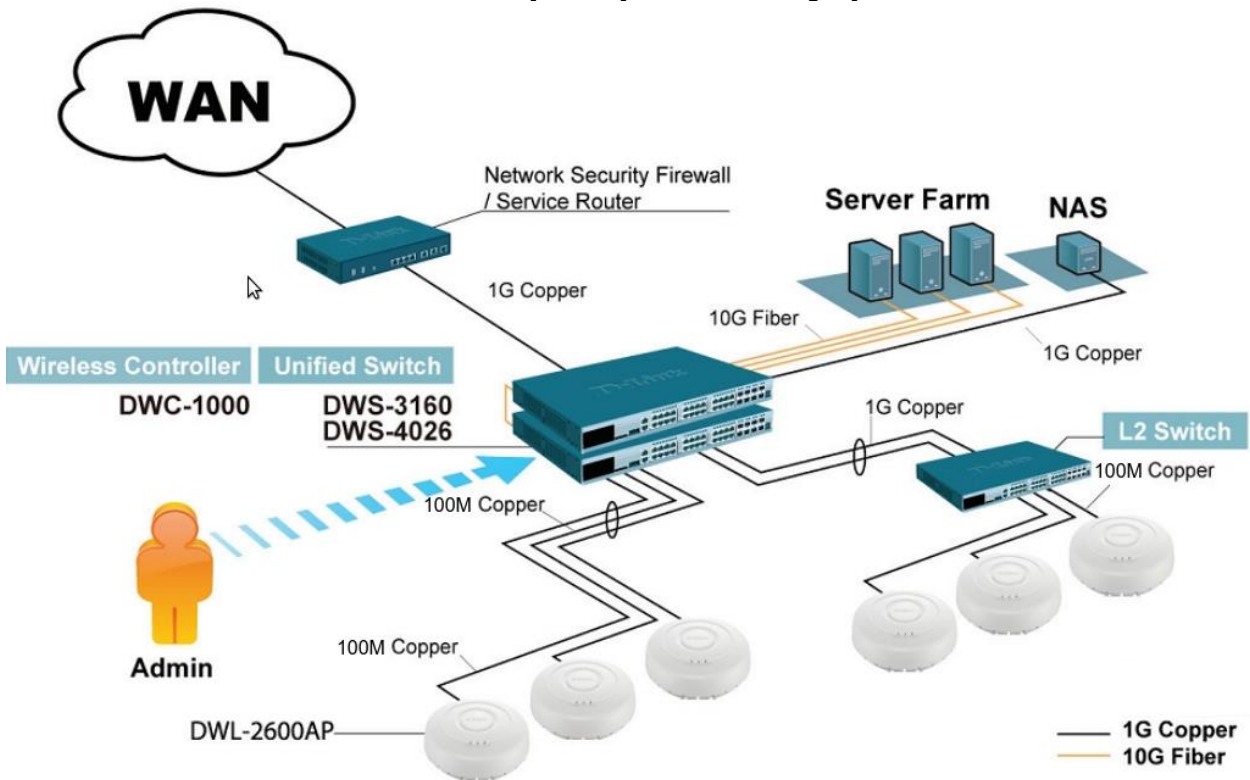 WAN
Network Security Firewall
/ Service Router
Server Farm
NAS
1G Copper
10G Fiber
1G Copper
Wireless Controller
Unified Switch
DWC-1000
DWS-3160
DWS-4026
1G Copper
L2 Switch
100M Copper
100M Copper
Admin
100M Copper
DWL-2600AP
1G Copper
10G Fiber